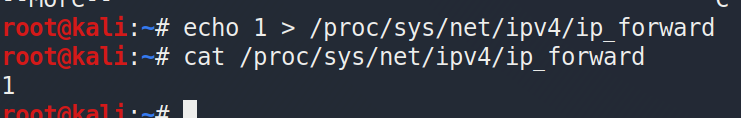 --More--
root@kali:~# echo 1 > /proc/sys/net/ipv4/ip_forward
root@kali:~# cat /proc/sys/net/ipv4/ip_forward
1
root@kali:~#